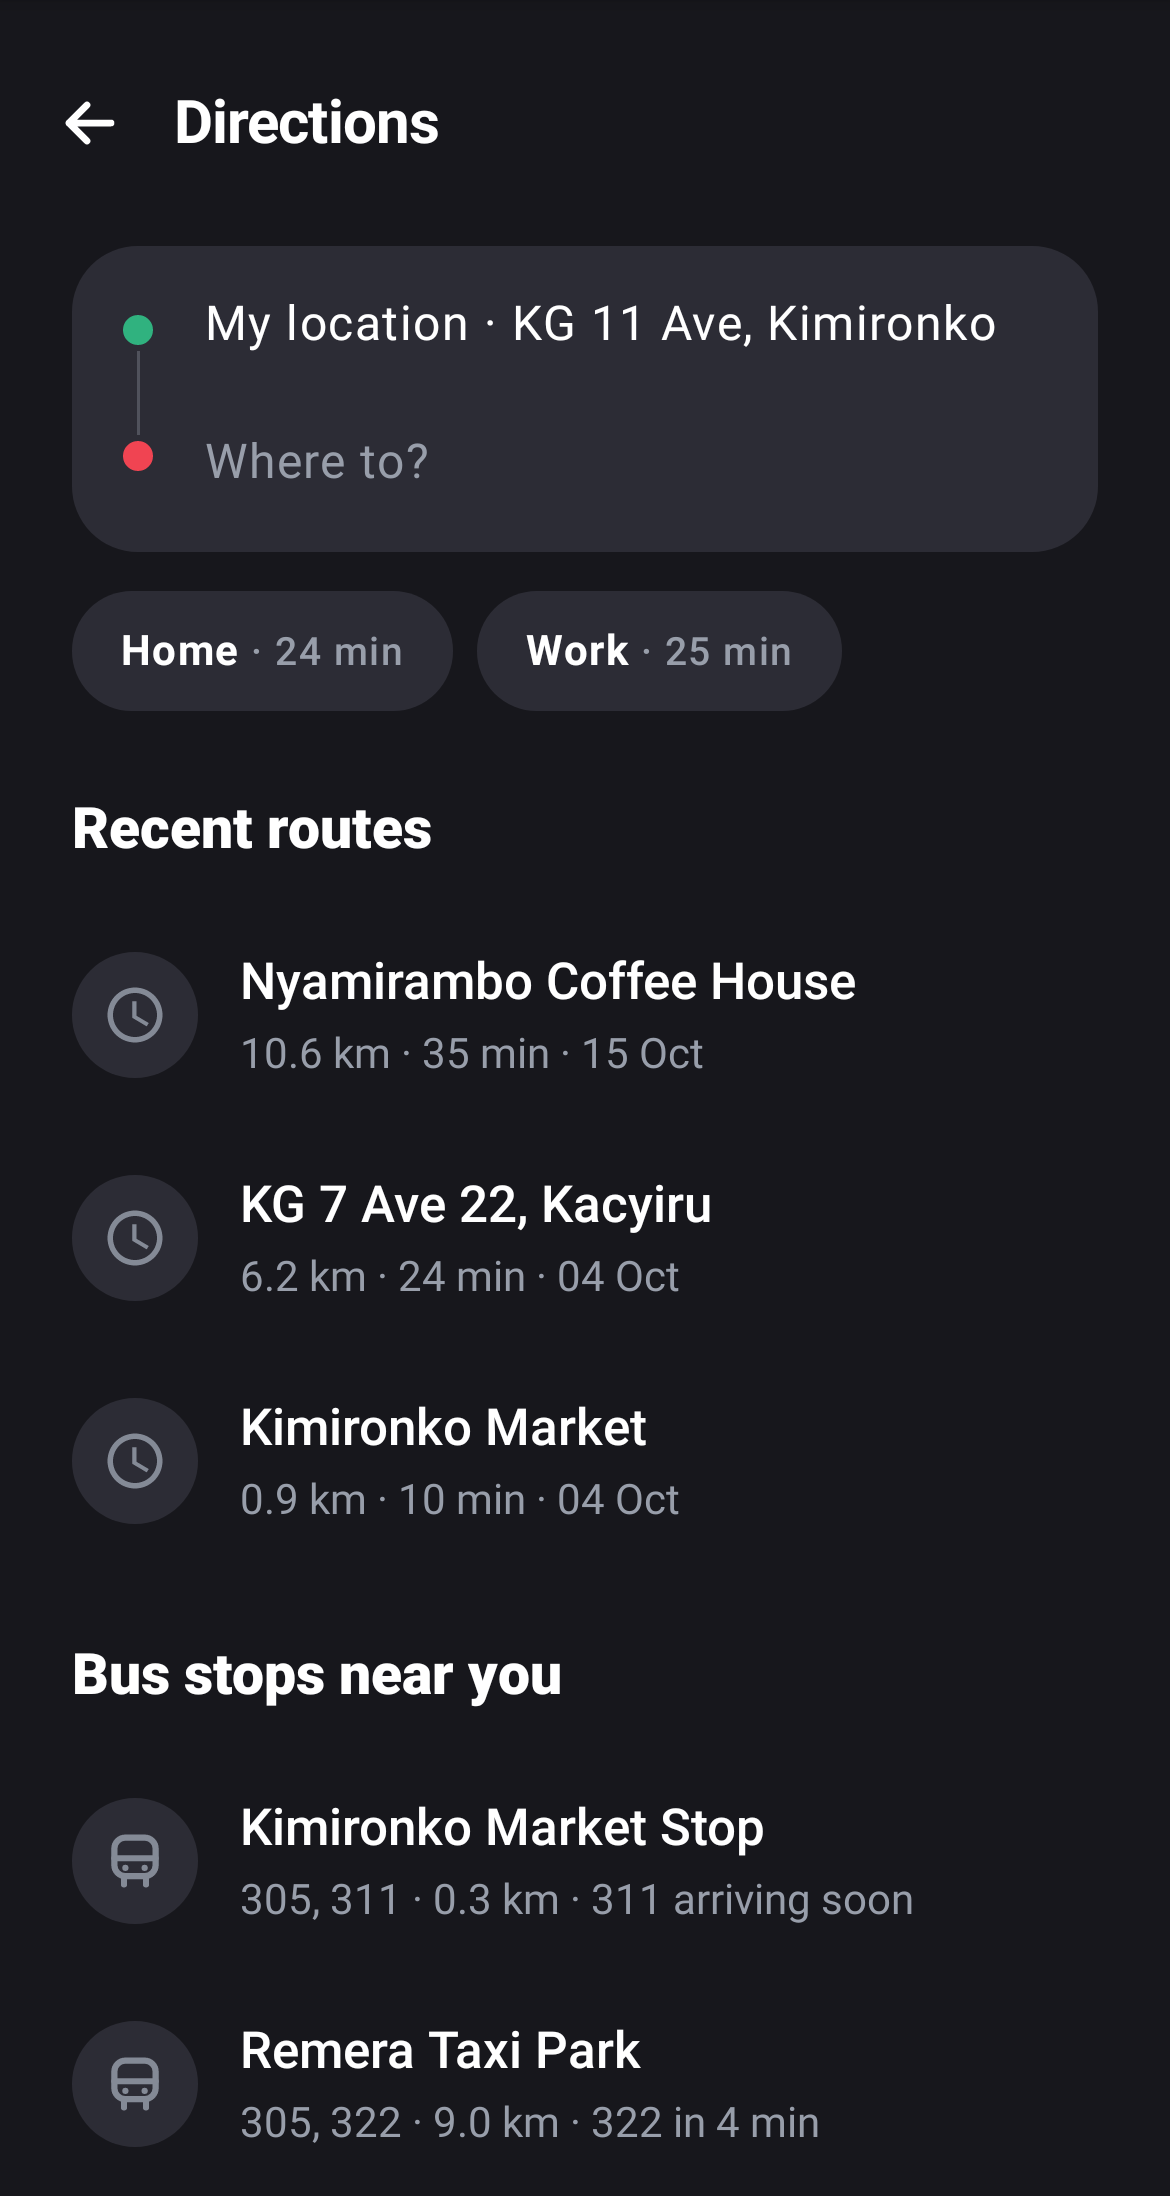 Directions
My location · KG 11 Ave, Kimironko
Where to?
Home · 24 min
Work · 25 min
Recent routes
Nyamirambo Coffee House
10.6 km · 35 min · 15 Oct
KG 7 Ave 22, Kacyiru
6.2 km · 24 min · 04 Oct
Kimironko Market
0.9 km · 10 min · 04 Oct
Bus stops near you
Kimironko Market Stop
305, 311 · 0.3 km · 311 arriving soon
Remera Taxi Park
305, 322 · 9.0 km · 322 in 4 min